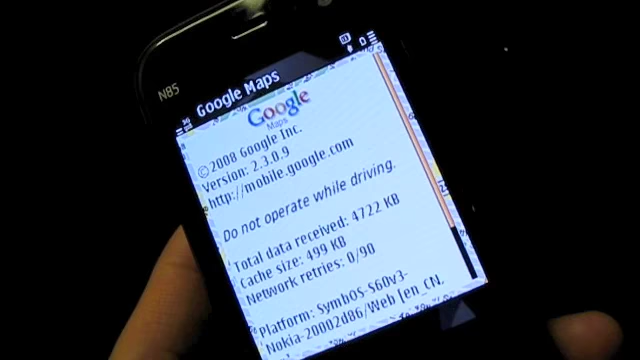 N85
3G
Google Maps
Google
Maps
©2008 Google Inc.
Version: 2.3.0.9
http://mobile.google.com
Do not operate while driving.
Total data received: 4722 KB
Cache size: 499 KB
Network retries: 0/90
Platform: SymbOS-S60v3-
Nokia-20002d86/Web [en_CN,